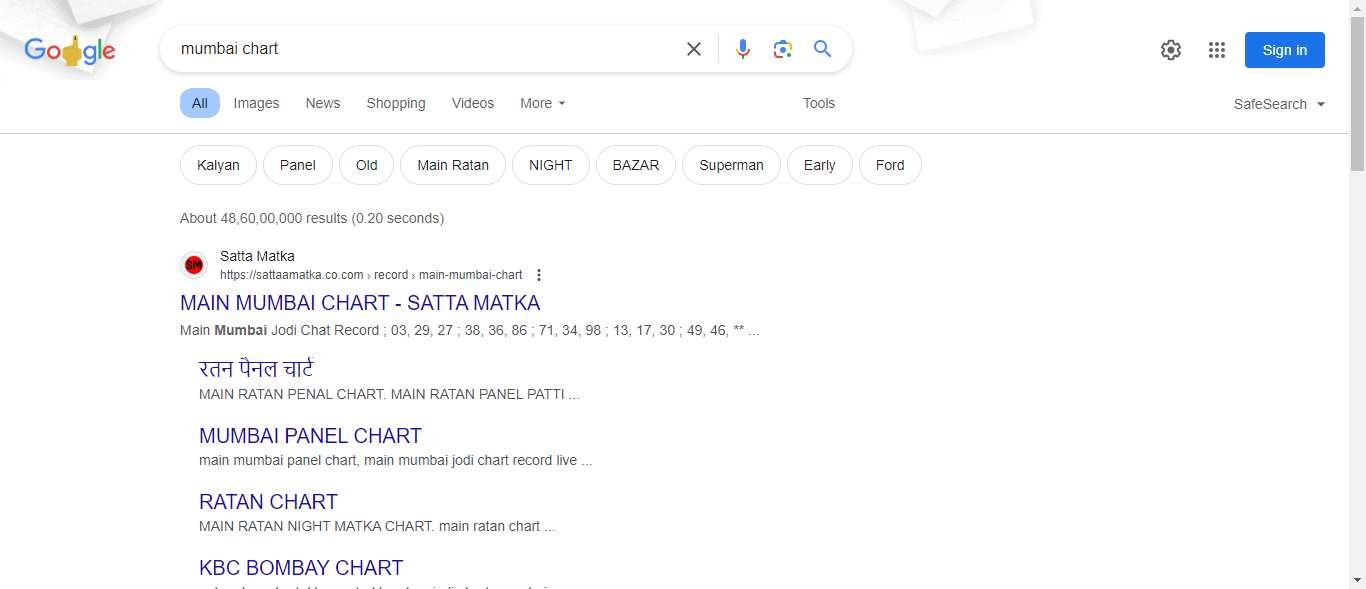 Google
mumbai chart
Sign in
All Images News Shopping Videos More Tools SafeSearch
Kalyan Panel Old Main Ratan NIGHT BAZAR Superman Early Ford
About 48,60,00,000 results (0.20 seconds)
SM
Satta Matka
https://sattaamatka.co.com › record › main-mumbai-chart
MAIN MUMBAI CHART - SATTA MATKA
Main Mumbai Jodi Chat Record ; 03, 29, 27 ; 38, 36, 86 ; 71, 34, 98 ; 13, 17, 30 ; 49, 46, ** ...
रतन पैनल चार्ट
MAIN RATAN PENAL CHART. MAIN RATAN PANEL PATTI ...
MUMBAI PANEL CHART
main mumbai panel chart, main mumbai jodi chart record live ...
RATAN CHART
MAIN RATAN NIGHT MATKA CHART. main ratan chart ...
KBC BOMBAY CHART